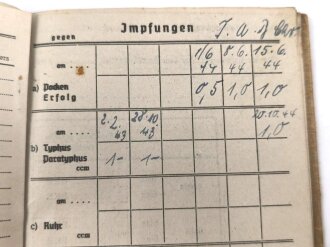 Impfungen
gegen
am .... 1/6 44 8.6. 44 15.6. 44
a) Pocken
Erfolg 0,5 1,0 1,0
am .... 2.2. 43 28.10 43 20.10.44
b) Typhus 1- 1- 1,0
Paratyphus
ccm
am ....
c) Ruhr
ccm